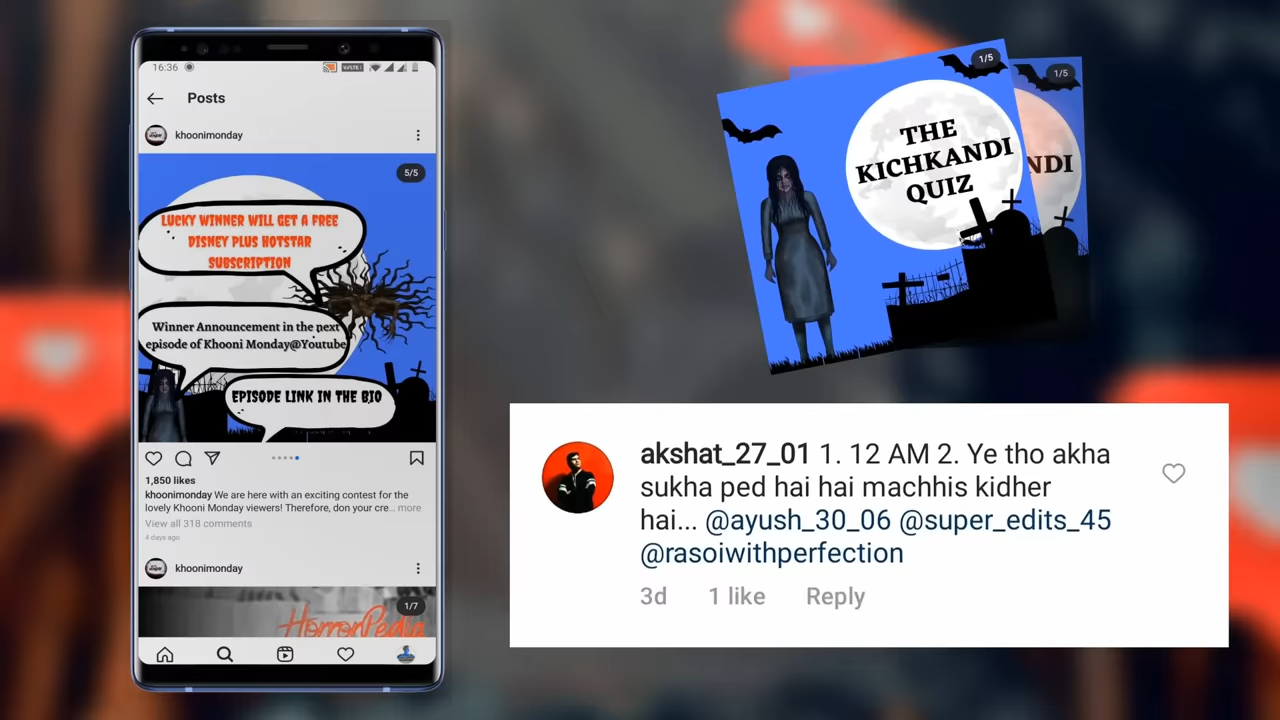 16:36
VoLTE1
Posts
khoonimonday
5/5
LUCKY WINNER WILL GET A FREE
DISNEY PLUS HOTSTAR
SUBSCRIPTION
Winner Announcement in the next
episode of Khooni Monday@Youtube
EPISODE LINK IN THE BIO
1,850 likes
khoonimonday We are here with an exciting contest for the
lovely Khooni Monday viewers! Therefore, don your cre... more
View all 318 comments
4 days ago
khoonimonday
1/7
HorrorPedia
1/5
THE
KICHKANDI
QUIZ
1/5
NDI
akshat_27_01 1. 12 AM 2. Ye tho akha
sukha ped hai hai machhis kidher
hai... @ayush_30_06 @super_edits_45
@rasoiwithperfection
3d 1 like Reply